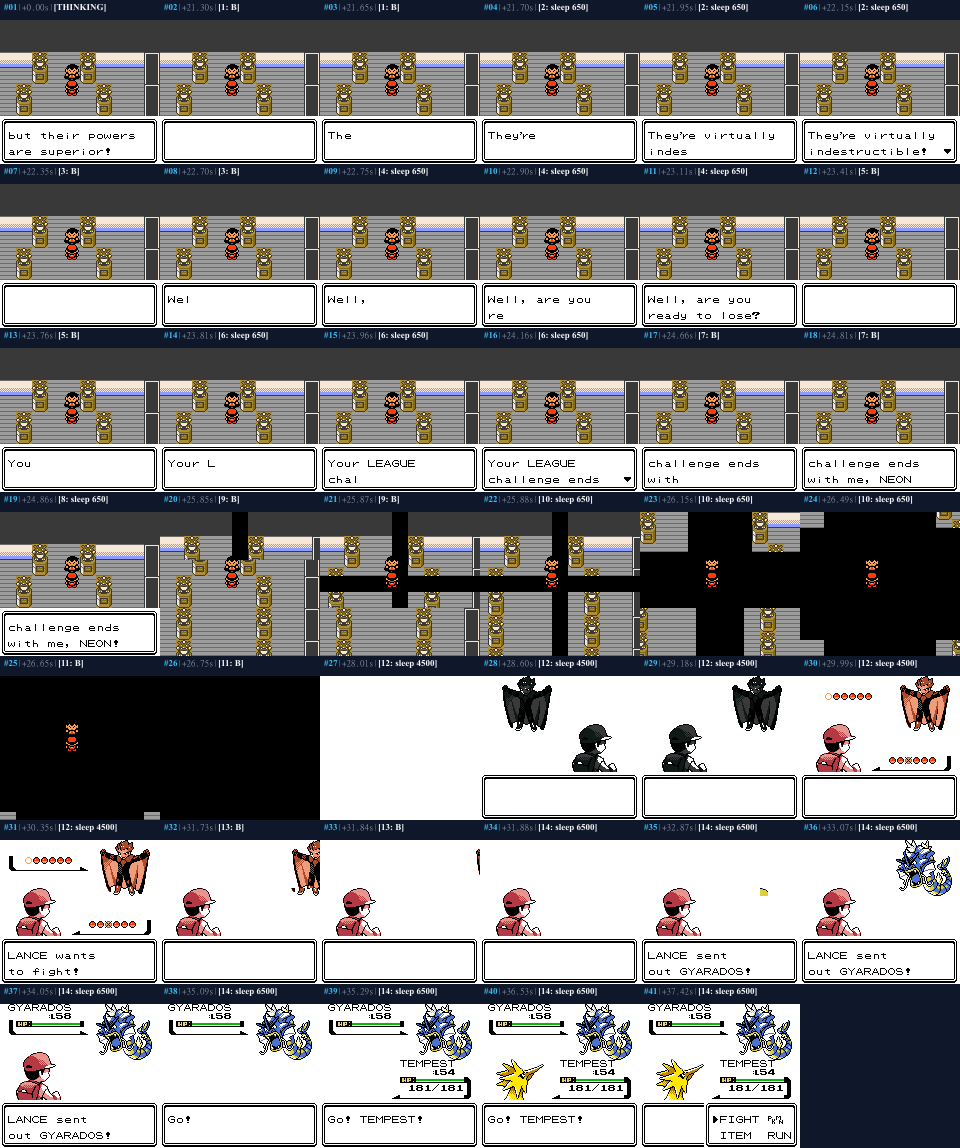 #01|+0.00s|[THINKING] #02|+21.30s|[1: B] #03|+21.65s|[1: B] #04|+21.70s|[2: sleep 650] #05|+21.95s|[2: sleep 650] #06|+22.15s|[2: sleep 650]
but their powers
are superior!
The
They're
They're virtually
indes
They're virtually
indestructible!
#07|+22.35s|[3: B] #08|+22.70s|[3: B] #09|+22.75s|[4: sleep 650] #10|+22.90s|[4: sleep 650] #11|+23.11s|[4: sleep 650] #12|+23.41s|[5: B]
Wel
Well,
Well, are you
re
Well, are you
ready to lose?
#13|+23.76s|[5: B] #14|+23.81s|[6: sleep 650] #15|+23.96s|[6: sleep 650] #16|+24.16s|[6: sleep 650] #17|+24.66s|[7: B] #18|+24.81s|[7: B]
You
Your L
Your LEAGUE
chal
Your LEAGUE
challenge ends
challenge ends
with
challenge ends
with me, NEON
#19|+24.86s|[8: sleep 650] #20|+25.85s|[9: B] #21|+25.87s|[9: B] #22|+25.88s|[10: sleep 650] #23|+26.15s|[10: sleep 650] #24|+26.49s|[10: sleep 650]
challenge ends
with me, NEON!
#25|+26.65s|[11: B] #26|+26.75s|[11: B] #27|+28.01s|[12: sleep 4500] #28|+28.60s|[12: sleep 4500] #29|+29.18s|[12: sleep 4500] #30|+29.99s|[12: sleep 4500]
#31|+30.35s|[12: sleep 4500] #32|+31.73s|[13: B] #33|+31.84s|[13: B] #34|+31.88s|[14: sleep 6500] #35|+32.87s|[14: sleep 6500] #36|+33.07s|[14: sleep 6500]
LANCE wants
to fight!
LANCE sent
out GYARADOS!
LANCE sent
out GYARADOS!
#37|+34.05s|[14: sleep 6500] #38|+35.09s|[14: sleep 6500] #39|+35.29s|[14: sleep 6500] #40|+36.53s|[14: sleep 6500] #41|+37.42s|[14: sleep 6500]
GYARADOS
:L58
HP:
LANCE sent
out GYARADOS!
GYARADOS
:L58
HP:
Go!
GYARADOS
:L58
HP:
TEMPEST
:L54
HP:
181/181
Go! TEMPEST!
GYARADOS
:L58
HP:
TEMPEST
:L54
HP:
181/181
Go! TEMPEST!
GYARADOS
:L58
HP:
TEMPEST
:L54
HP:
181/181
▶FIGHT PKMN
ITEM RUN